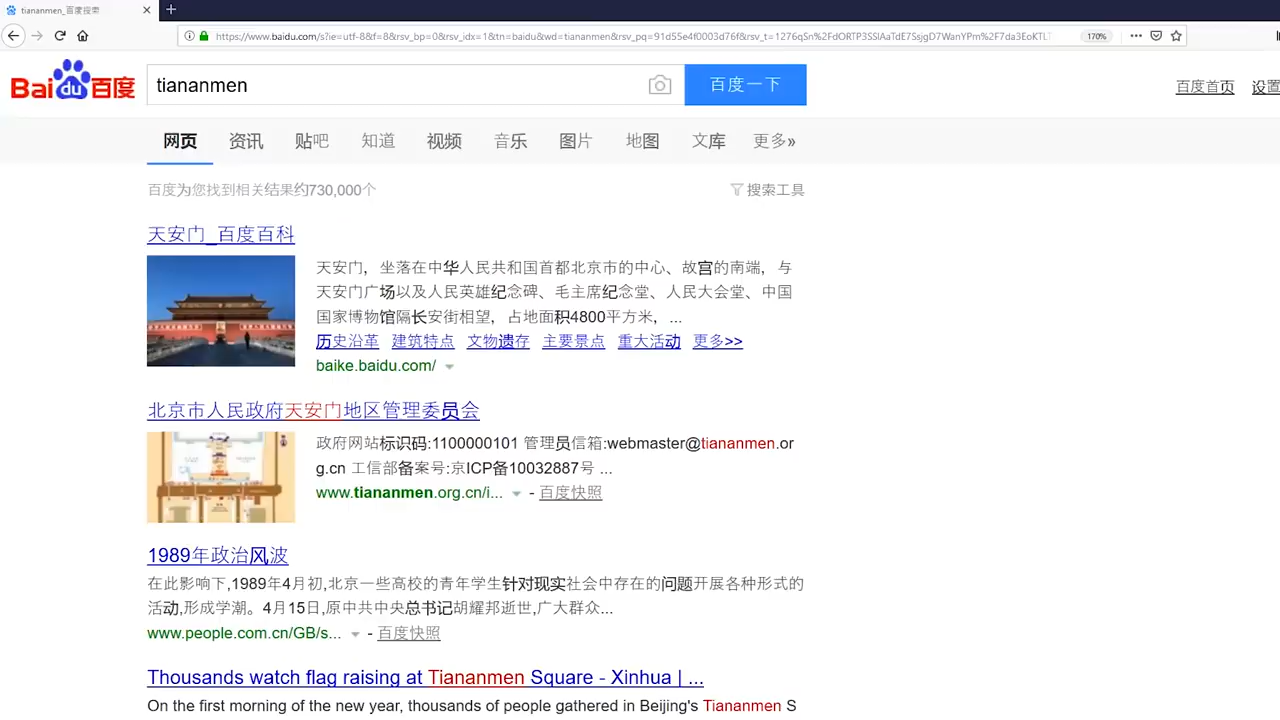 tiananmen_百度搜索
https://www.baidu.com/s?ie=utf-8&f=8&rsv_bp=0&rsv_idx=1&tn=baidu&wd=tiananmen&rsv_pq=91d55e4f0003d76f&rsv_t=1276qSn%2FdORTP3SSIAaTdE7SsjgD7WanYPm%2F7da3EoKTLT 170%
Bai du 百度 tiananmen 百度一下 百度首页 设置
网页 资讯 贴吧 知道 视频 音乐 图片 地图 文库 更多»
百度为您找到相关结果约730,000个 搜索工具
天安门_百度百科
天安门，坐落在中华人民共和国首都北京市的中心、故宫的南端，与
天安门广场以及人民英雄纪念碑、毛主席纪念堂、人民大会堂、中国
国家博物馆隔长安街相望，占地面积4800平方米，...
历史沿革 建筑特点 文物遗存 主要景点 重大活动 更多>>
baike.baidu.com/
北京市人民政府天安门地区管理委员会
政府网站标识码:1100000101 管理员信箱:webmaster@tiananmen.or
g.cn 工信部备案号:京ICP备10032887号 ...
www.tiananmen.org.cn/i... - 百度快照
1989年政治风波
在此影响下,1989年4月初,北京一些高校的青年学生针对现实社会中存在的问题开展各种形式的
活动,形成学潮。4月15日,原中共中央总书记胡耀邦逝世,广大群众...
www.people.com.cn/GB/s... - 百度快照
Thousands watch flag raising at Tiananmen Square - Xinhua | ...
On the first morning of the new year, thousands of people gathered in Beijing's Tiananmen S